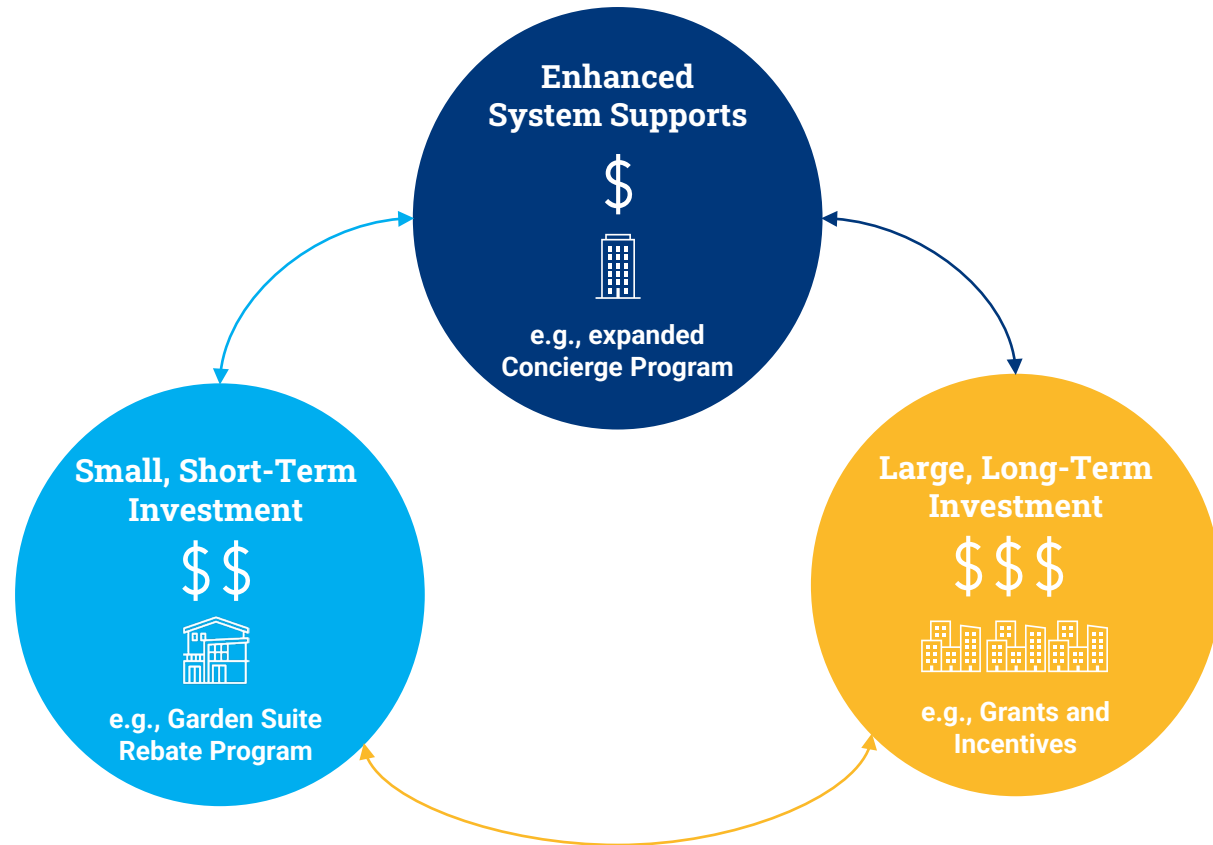 Enhanced
System Supports
$
e.g., expanded
Concierge Program
Small, Short-Term
Investment
$$
e.g., Garden Suite
Rebate Program
Large, Long-Term
Investment
$$$
e.g., Grants and
Incentives